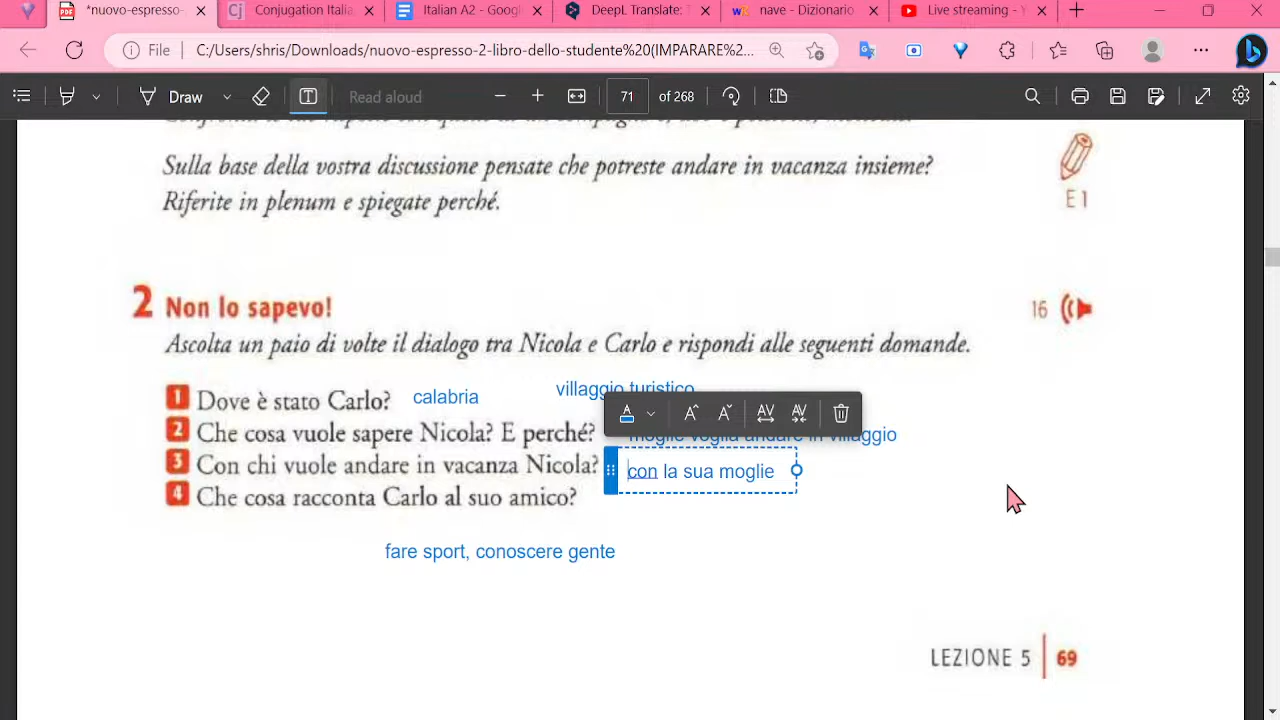 *nuovo-espresso-
Conjugation Italia
Italian A2 - Goog
DeepL Translate: T
nave - Dizionario
Live streaming - Y
File
C:/Users/shris/Downloads/nuovo-espresso-2-libro-dello-studente%20(IMPARARE%2...
Draw
Read aloud
71
of 268
Sulla base della vostra discussione pensate che potreste andare in vacanza insieme?
Riferite in plenum e spiegate perché.
E 1
2 Non lo sapevo!
16
Ascolta un paio di volte il dialogo tra Nicola e Carlo e rispondi alle seguenti domande.
1 Dove è stato Carlo? calabria villaggio turistico
2 Che cosa vuole sapere Nicola? E perché? moglie voglia andare in villaggio
3 Con chi vuole andare in vacanza Nicola? con la sua moglie
4 Che cosa racconta Carlo al suo amico?
fare sport, conoscere gente
LEZIONE 5 69